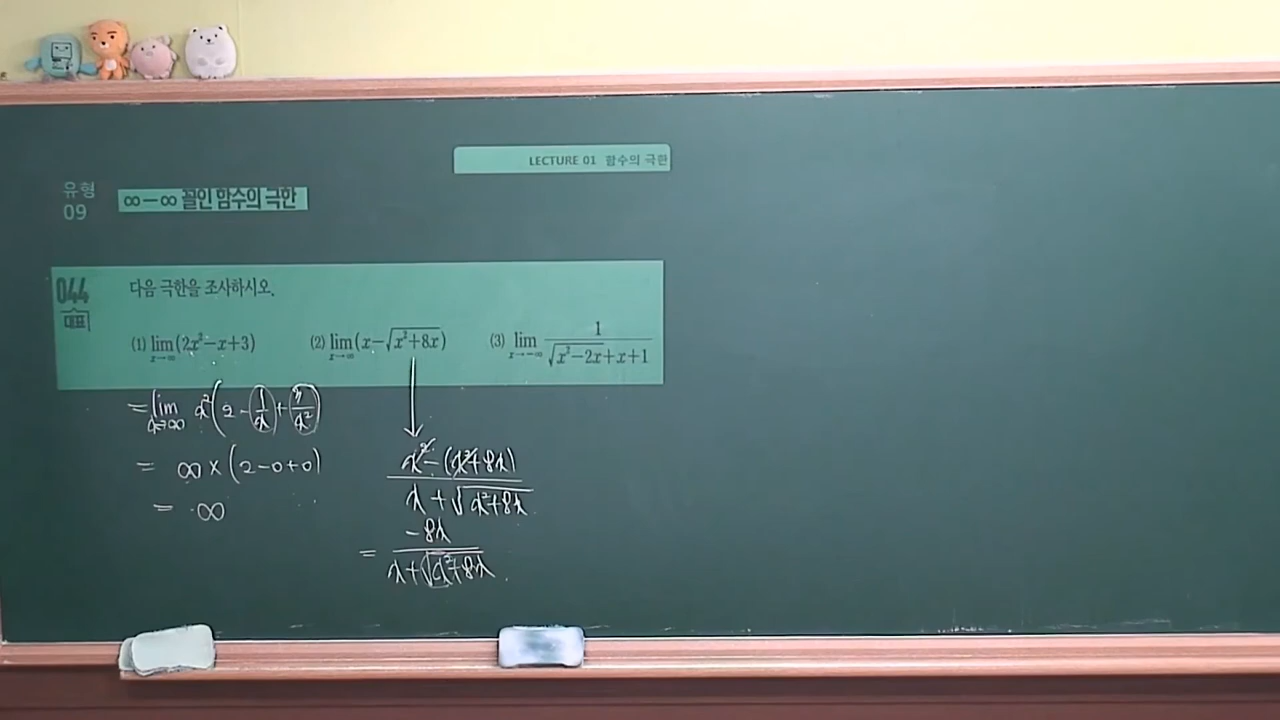 LECTURE 01 함수의 극한
유형
09
∞-∞ 꼴인 함수의 극한
044
대표
다음 극한을 조사하시오.
(1) lim(2x²-x+3)
x→∞
(2) lim(x-√(x²+8x))
x→∞
(3) lim 1/(√(x²-2x)+x+1)
x→-∞
= lim x² (2 - 1/x + 3/x²)
x→∞
= ∞ × (2-0+0)
= ∞
x² - (x²+8x)
x + √(x²+8x)
= -8x
x+√(x²+8x)